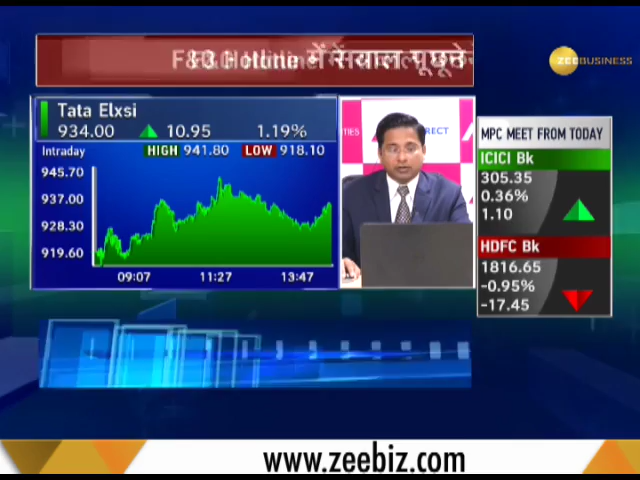 F&O Hotline में सवाल पूछने
ZEE BUSINESS
Tata Elxsi
934.00 10.95 1.19%
Intraday HIGH 941.80 LOW 918.10
945.70
937.00
928.30
919.60
09:07 11:27 13:47
DIRECT
MPC MEET FROM TODAY
ICICI Bk
305.35
0.36%
1.10
HDFC Bk
1816.65
-0.95%
-17.45
www.zeebiz.com